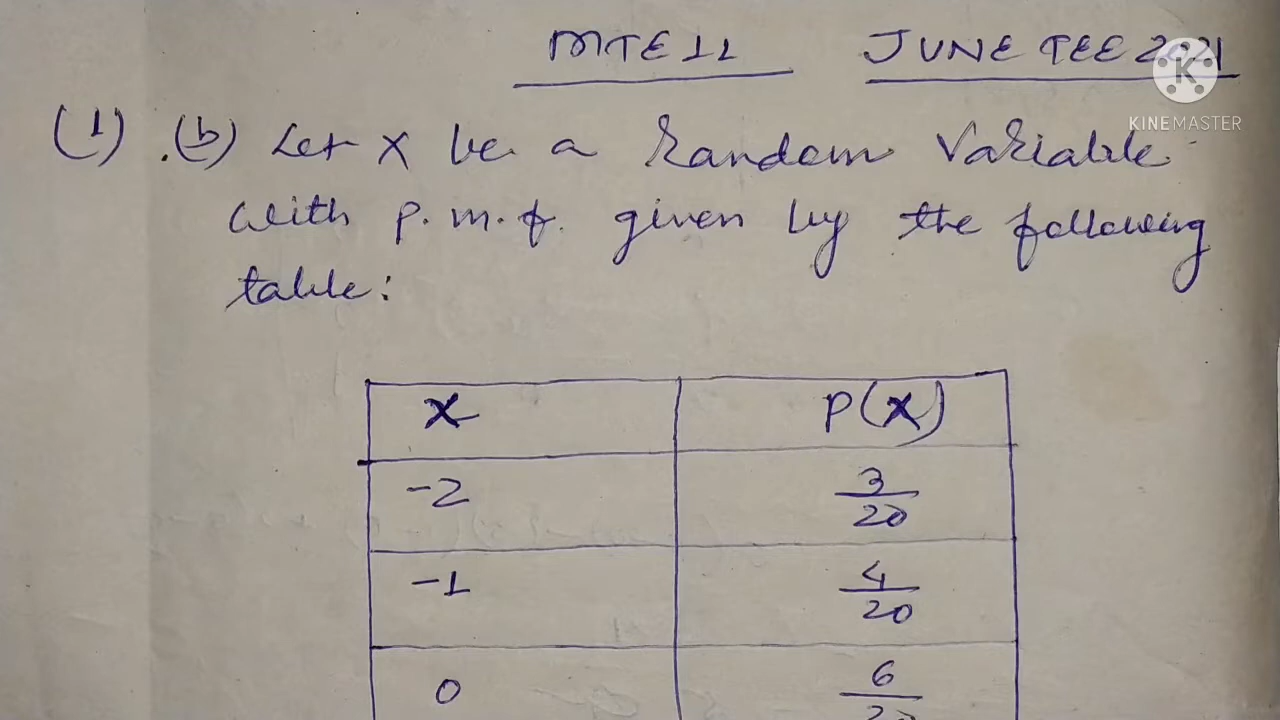 MTE 11 JUNE TEE 2021
KINEMASTER
(1) (b) Let X be a Random Variable
with p.m.f. given by the following
table:
X P(X)
-2 3/20
-1 4/20
0 6/20